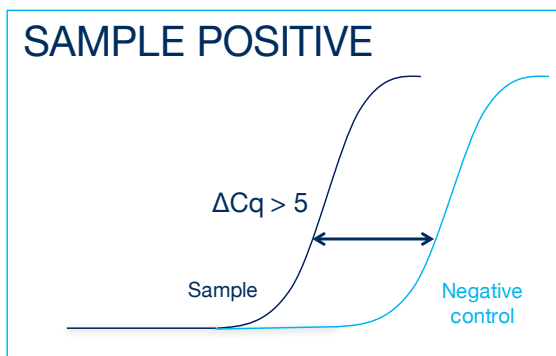 SAMPLE POSITIVE
ΔCq > 5
Sample
Negative
control